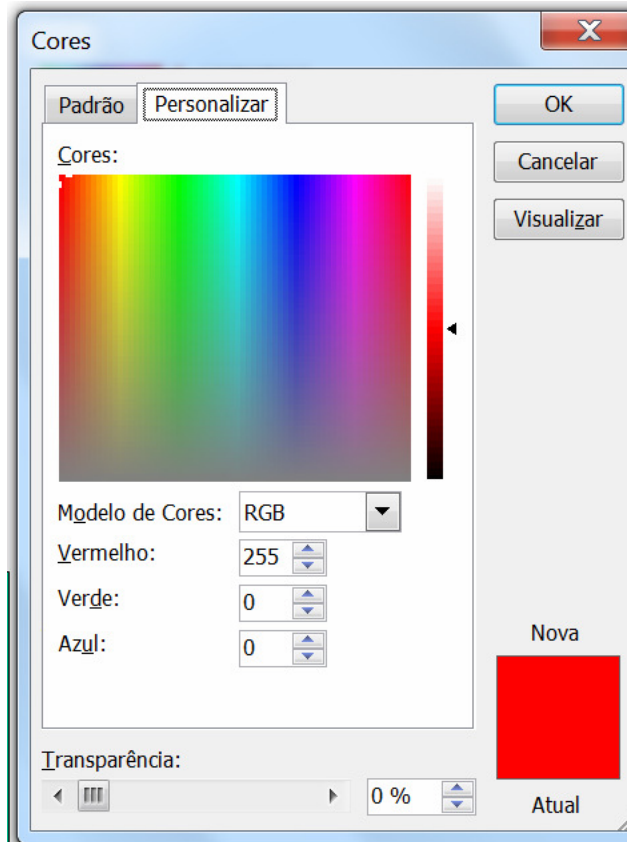 Cores
Padrão Personalizar
OK
Cores:
Cancelar
Visualizar
Modelo de Cores: RGB
Vermelho: 255
Verde: 0
Azul: 0
Nova
Transparência:
0 %
Atual